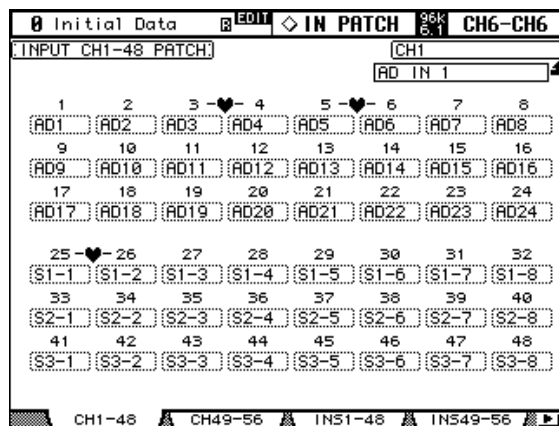 0 Initial Data R EDIT ◇ IN PATCH 96k 6.1 CH6-CH6
INPUT CH1-48 PATCH CH1
AD IN 1
1 2 3 -♥- 4 5 -♥- 6 7 8
AD1 AD2 AD3 AD4 AD5 AD6 AD7 AD8
9 10 11 12 13 14 15 16
AD9 AD10 AD11 AD12 AD13 AD14 AD15 AD16
17 18 19 20 21 22 23 24
AD17 AD18 AD19 AD20 AD21 AD22 AD23 AD24
25 -♥- 26 27 28 29 30 31 32
S1-1 S1-2 S1-3 S1-4 S1-5 S1-6 S1-7 S1-8
33 34 35 36 37 38 39 40
S2-1 S2-2 S2-3 S2-4 S2-5 S2-6 S2-7 S2-8
41 42 43 44 45 46 47 48
S3-1 S3-2 S3-3 S3-4 S3-5 S3-6 S3-7 S3-8
CH1-48 CH49-56 INS1-48 INS49-56